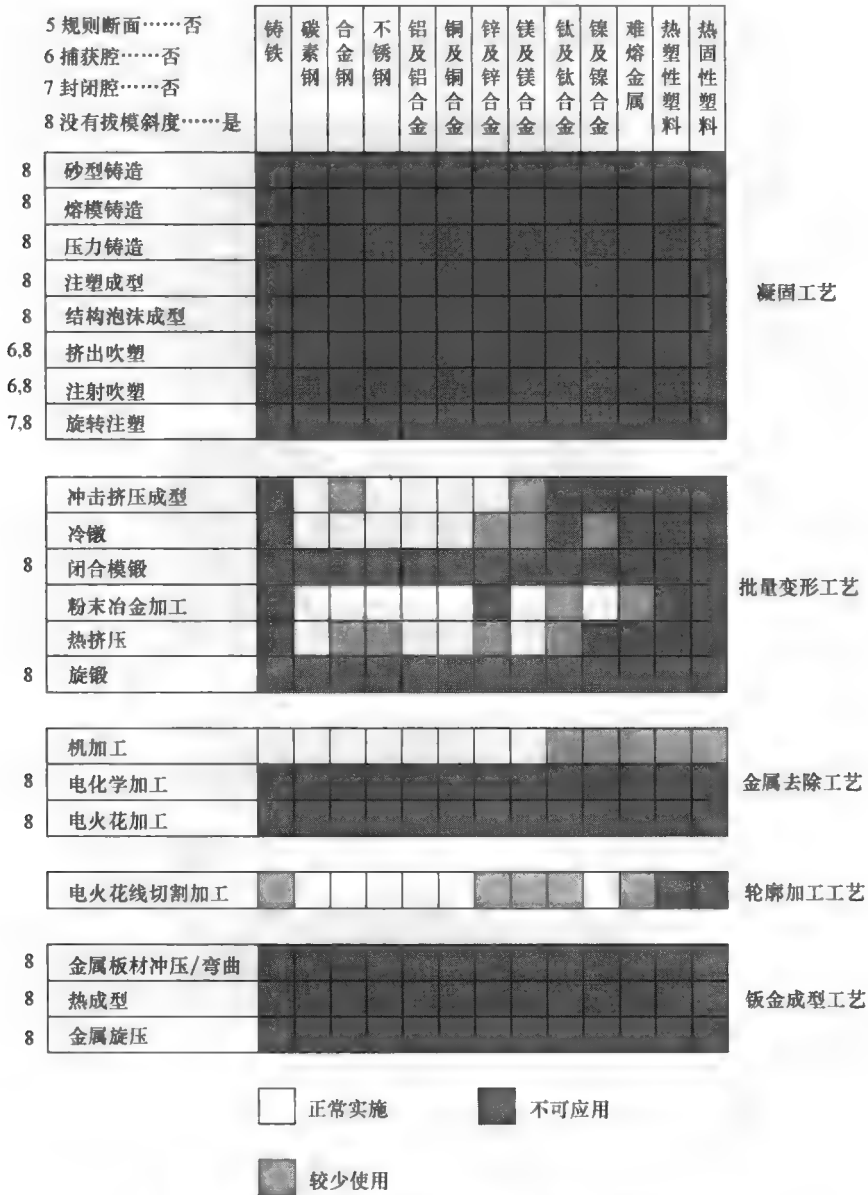 5 规则断面……否
6 捕获腔……否
7 封闭腔……否
8 没有拔模斜度……是
铸铁
碳素钢
合金钢
不锈钢
铝及铝合金
铜及铜合金
锌及锌合金
镁及镁合金
钛及钛合金
镍及镍合金
难熔金属
热塑性塑料
热固性塑料
8 砂型铸造
8 熔模铸造
8 压力铸造
8 注塑成型
8 结构泡沫成型
6,8 挤出吹塑
6,8 注射吹塑
7,8 旋转注塑
凝固工艺
冲击挤压成型
冷镦
8 闭合模锻
粉末冶金加工
热挤压
8 旋锻
批量变形工艺
机加工
8 电化学加工
8 电火花加工
金属去除工艺
电火花线切割加工
轮廓加工工艺
8 金属板材冲压/弯曲
8 热成型
8 金属旋压
钣金成型工艺
正常实施
不可应用
较少使用